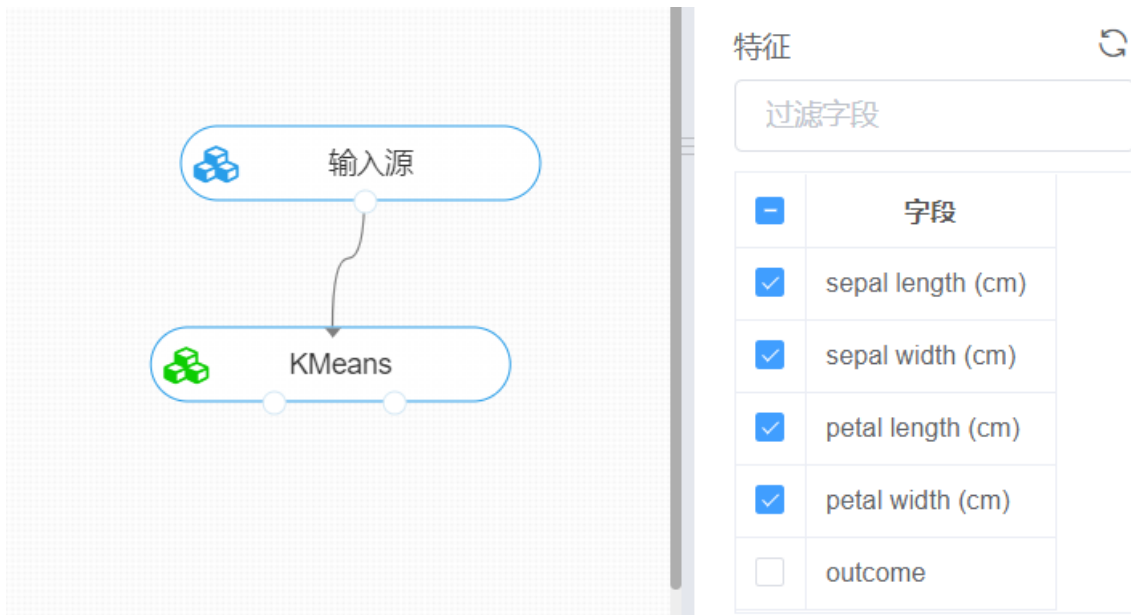 输入源
KMeans
特征
过滤字段
字段
sepal length (cm)
sepal width (cm)
petal length (cm)
petal width (cm)
outcome